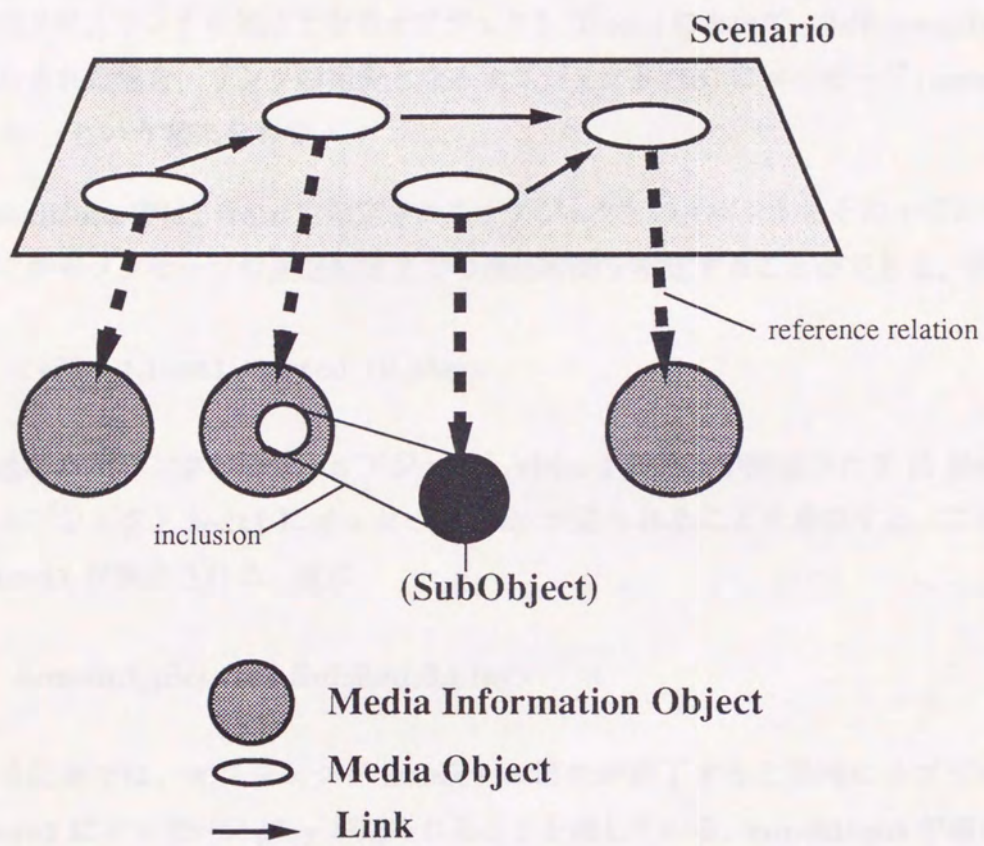 Scenario
reference relation
inclusion
(SubObject)
Media Information Object
Media Object
Link